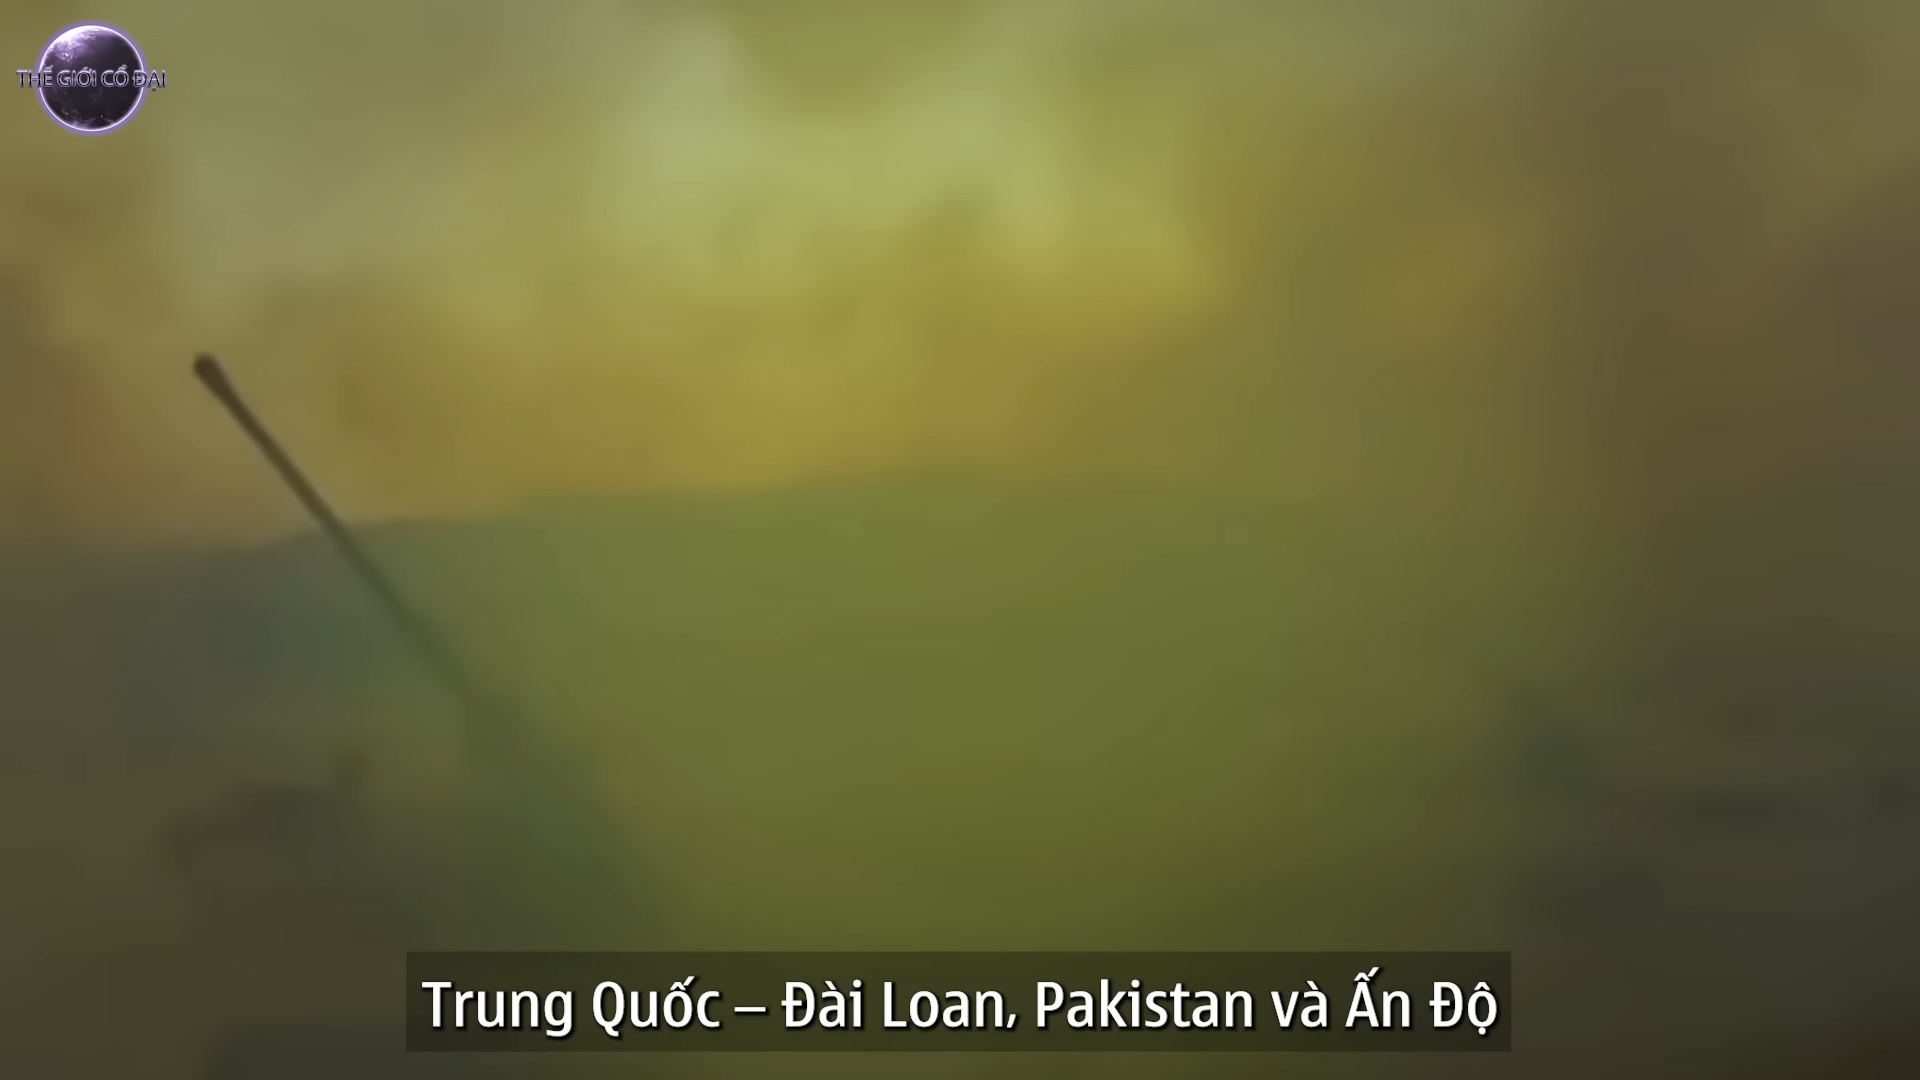 THẾ GIỚI CỔ ĐẠI
Trung Quốc – Đài Loan, Pakistan và Ấn Độ